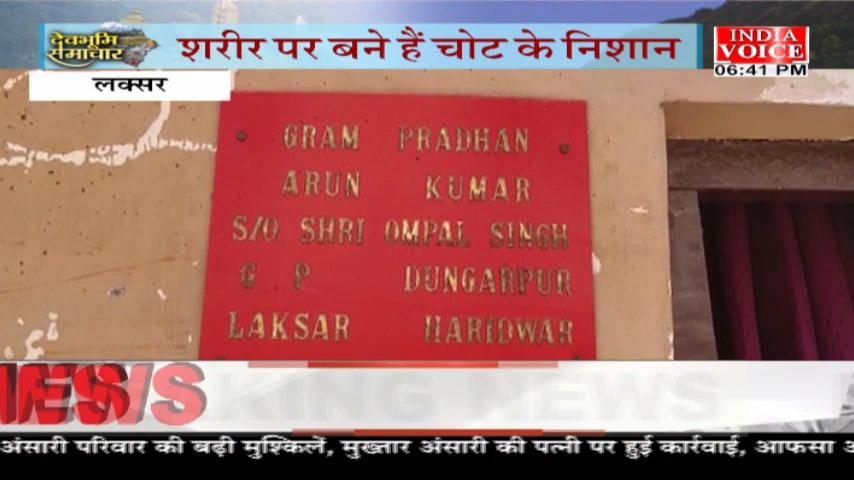 देवभूमि
समाचार
शरीर पर बने हैं चोट के निशान
INDIA
VOICE
06:41 PM
लक्सर
GRAM PRADHAN
ARUN KUMAR
S/O SHRI OMPAL SINGH
G P DUNGARPUR
LAKSAR HARIDWAR
NEWS
KING NEWS
अंसारी परिवार की बढ़ी मुश्किलें, मुख्तार अंसारी की पत्नी पर हुई कार्रवाई, आफसा अ